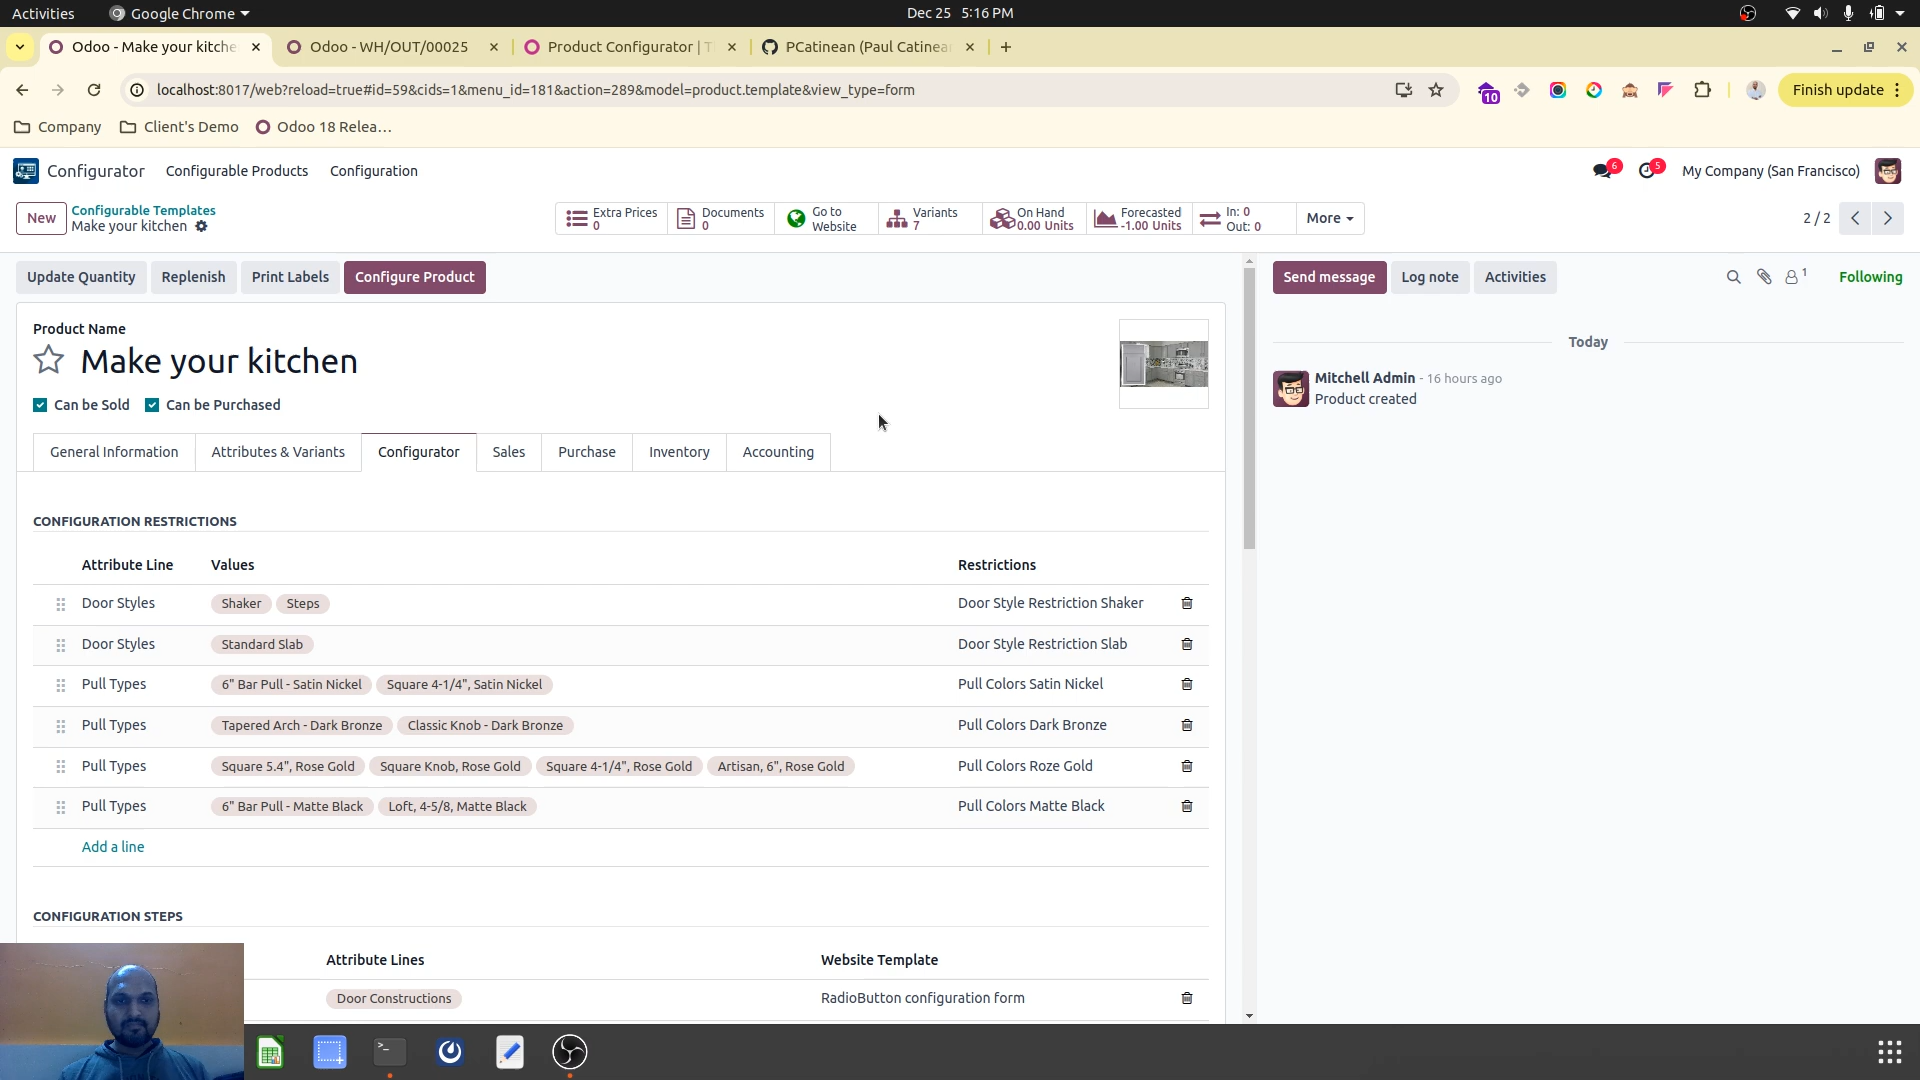 Activities Google Chrome Dec 25 5:16 PM
Odoo - Make your kitche Odoo - WH/OUT/00025 Product Configurator | T PCatinean (Paul Catinea
localhost:8017/web?reload=true#id=59&cids=1&menu_id=181&action=289&model=product.template&view_type=form 10 Finish update
Company Client's Demo Odoo 18 Relea…
Configurator Configurable Products Configuration 6 5 My Company (San Francisco)
New Configurable Templates Make your kitchen
Extra Prices 0 Documents 0 Go to Website Variants 7 On Hand 0.00 Units Forecasted -1.00 Units In: 0 Out: 0 More 2 / 2
Update Quantity Replenish Print Labels Configure Product
Send message Log note Activities 1 Following
Product Name
Make your kitchen
Can be Sold Can be Purchased
Today
Mitchell Admin - 16 hours ago
Product created
General Information Attributes & Variants Configurator Sales Purchase Inventory Accounting
CONFIGURATION RESTRICTIONS
Attribute Line Values Restrictions
Door Styles Shaker Steps Door Style Restriction Shaker
Door Styles Standard Slab Door Style Restriction Slab
Pull Types 6" Bar Pull - Satin Nickel Square 4-1/4", Satin Nickel Pull Colors Satin Nickel
Pull Types Tapered Arch - Dark Bronze Classic Knob - Dark Bronze Pull Colors Dark Bronze
Pull Types Square 5.4", Rose Gold Square Knob, Rose Gold Square 4-1/4", Rose Gold Artisan, 6", Rose Gold Pull Colors Roze Gold
Pull Types 6" Bar Pull - Matte Black Loft, 4-5/8, Matte Black Pull Colors Matte Black
Add a line
CONFIGURATION STEPS
Attribute Lines Website Template
Door Constructions RadioButton configuration form